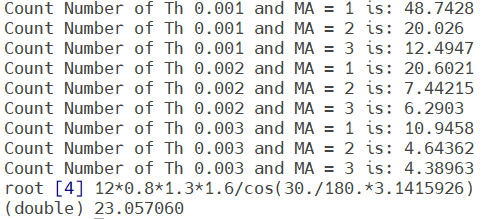 Count Number of Th 0.001 and MA = 1 is: 48.7428
Count Number of Th 0.001 and MA = 2 is: 20.026
Count Number of Th 0.001 and MA = 3 is: 12.4947
Count Number of Th 0.002 and MA = 1 is: 20.6021
Count Number of Th 0.002 and MA = 2 is: 7.44215
Count Number of Th 0.002 and MA = 3 is: 6.2903
Count Number of Th 0.003 and MA = 1 is: 10.9458
Count Number of Th 0.003 and MA = 2 is: 4.64362
Count Number of Th 0.003 and MA = 3 is: 4.38963
root [4] 12*0.8*1.3*1.6/cos(30./180.*3.1415926)
(double) 23.057060